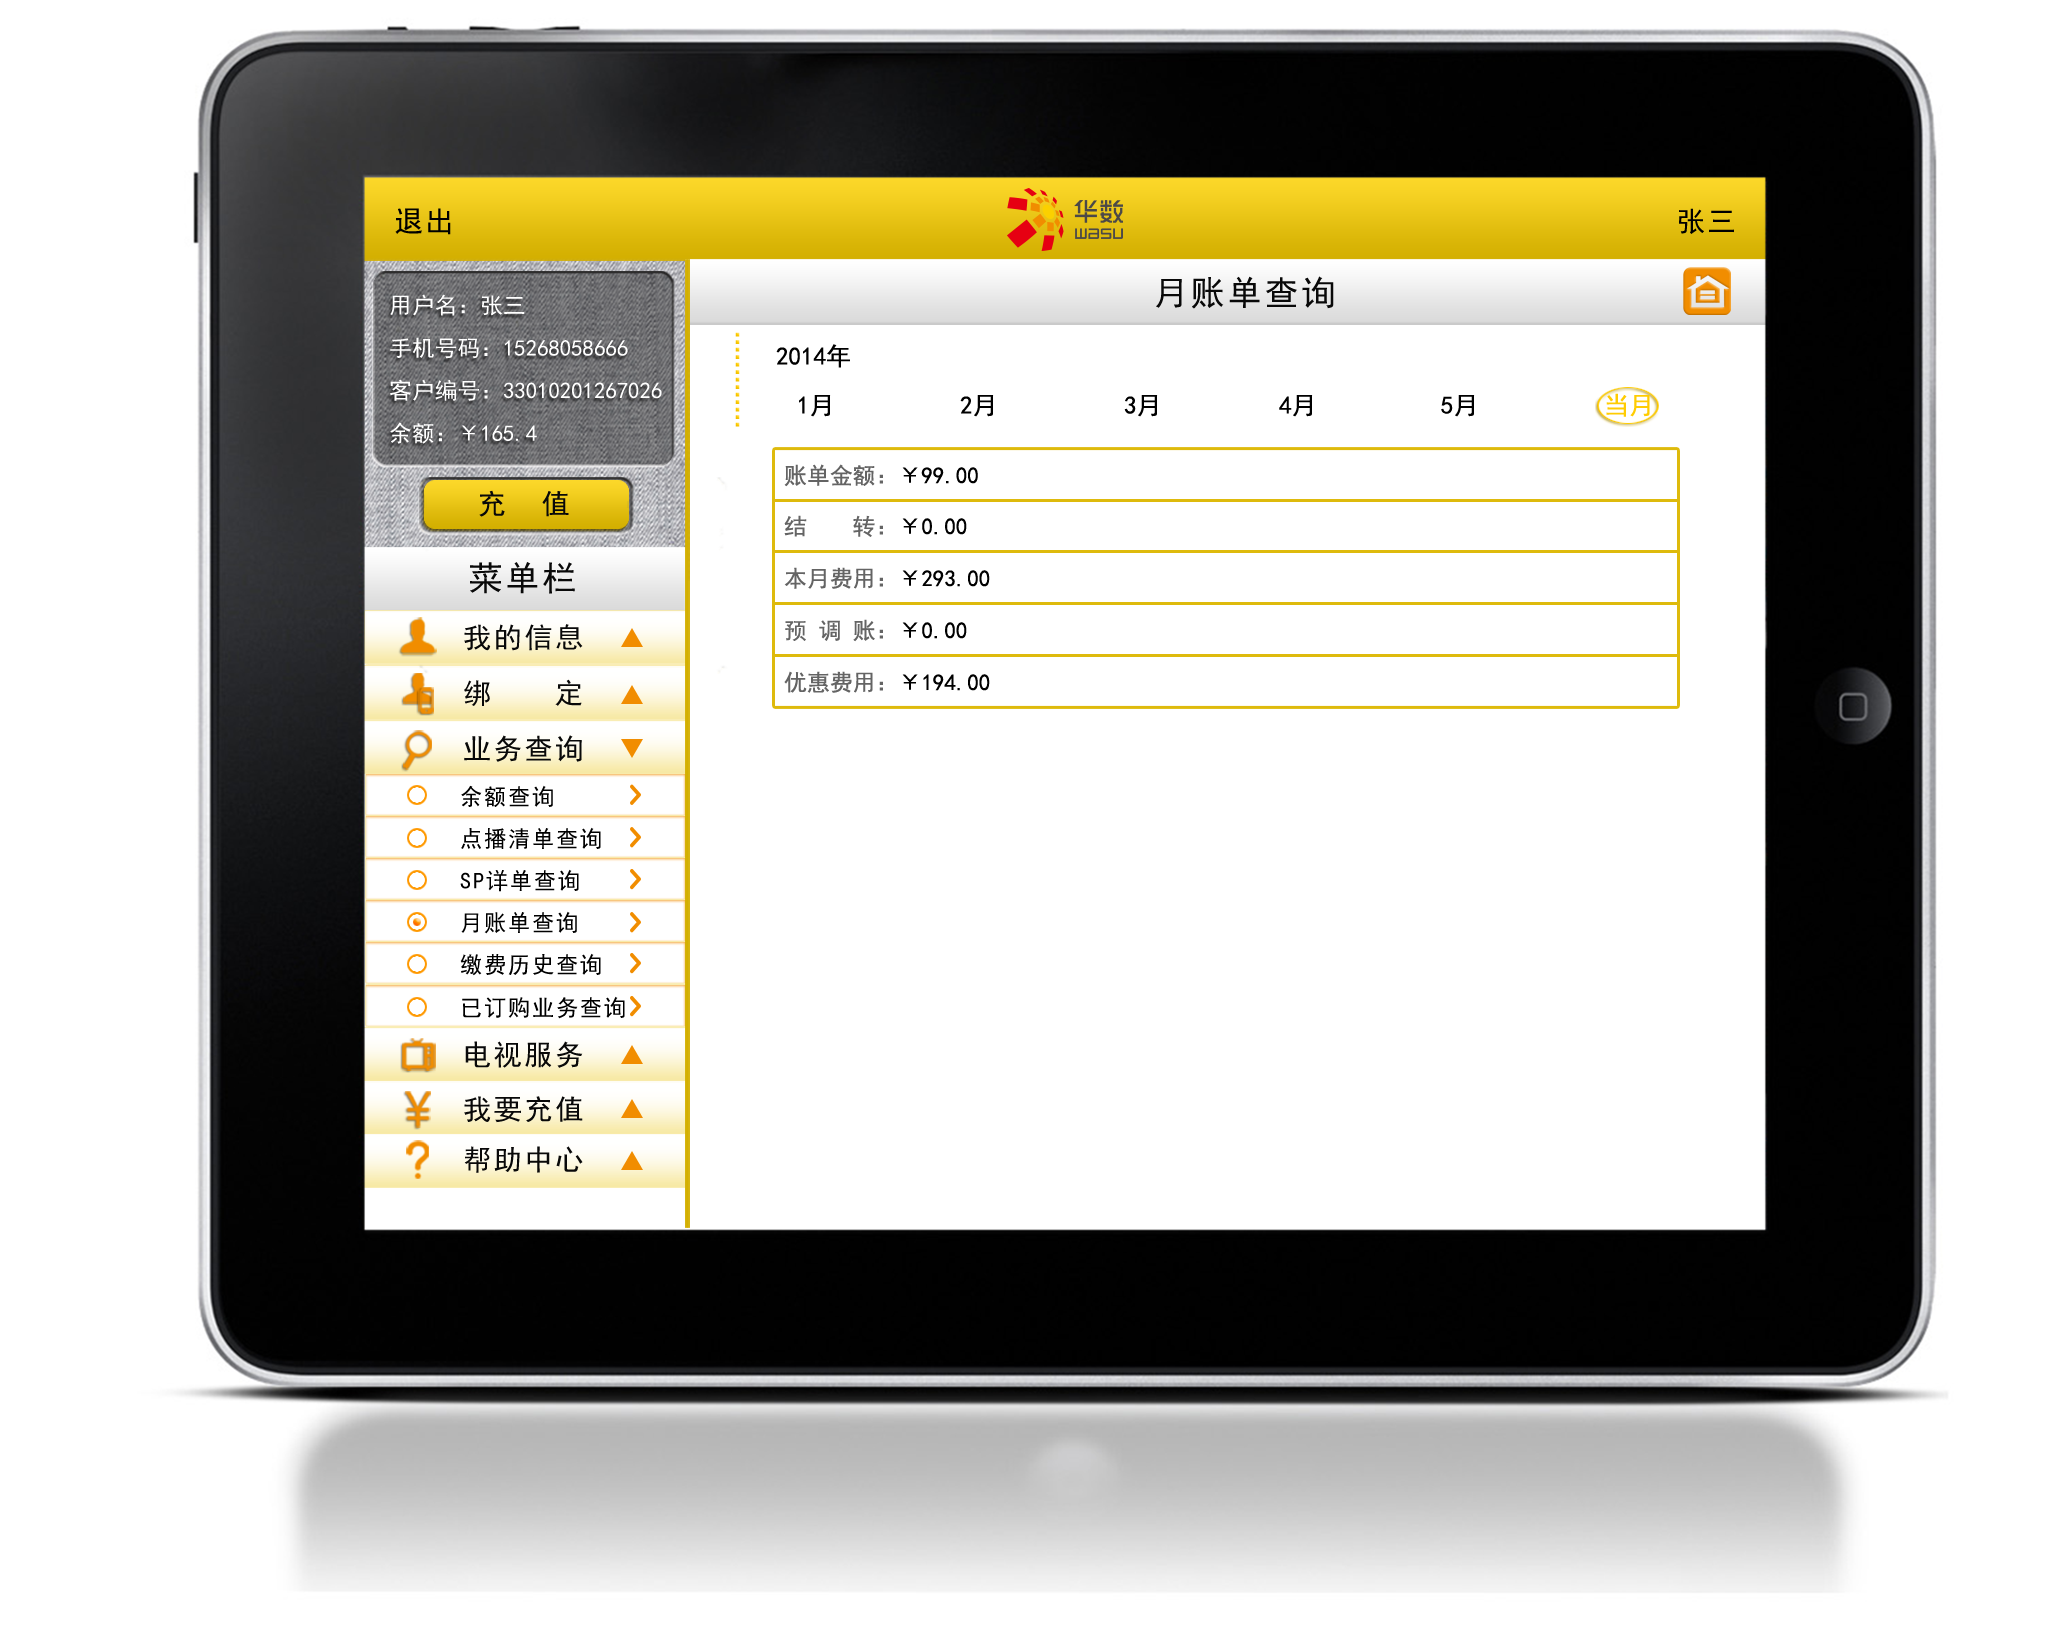 退出
华数
wasu
张三
用户名：张三
手机号码：15268058666
客户编号：33010201267026
余额：￥165.4
充 值
菜单栏
我的信息
绑 定
业务查询
余额查询
点播清单查询
SP详单查询
月账单查询
缴费历史查询
已订购业务查询
电视服务
我要充值
帮助中心
月账单查询
2014年
1月 2月 3月 4月 5月 当月
账单金额：￥99.00
结 转：￥0.00
本月费用：￥293.00
预 调 账：￥0.00
优惠费用：￥194.00